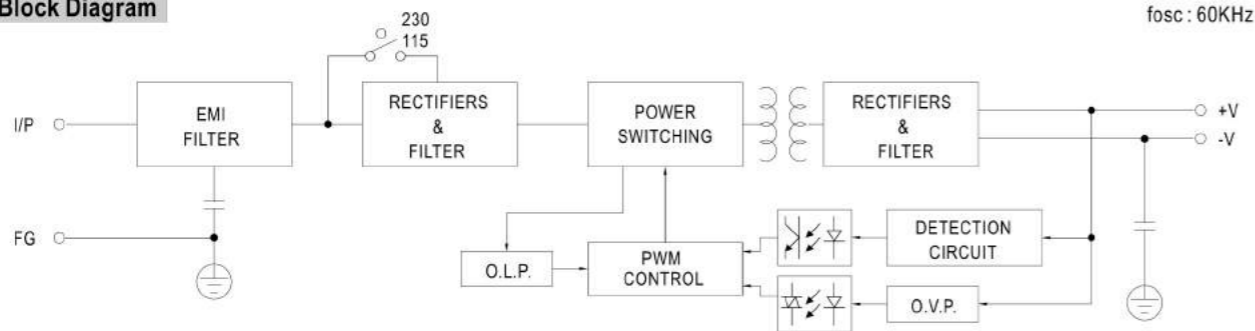 Block Diagram
fosc : 60KHz
230
115
I/P
EMI
FILTER
RECTIFIERS
&
FILTER
POWER
SWITCHING
RECTIFIERS
&
FILTER
+V
-V
FG
O.L.P.
PWM
CONTROL
DETECTION
CIRCUIT
O.V.P.